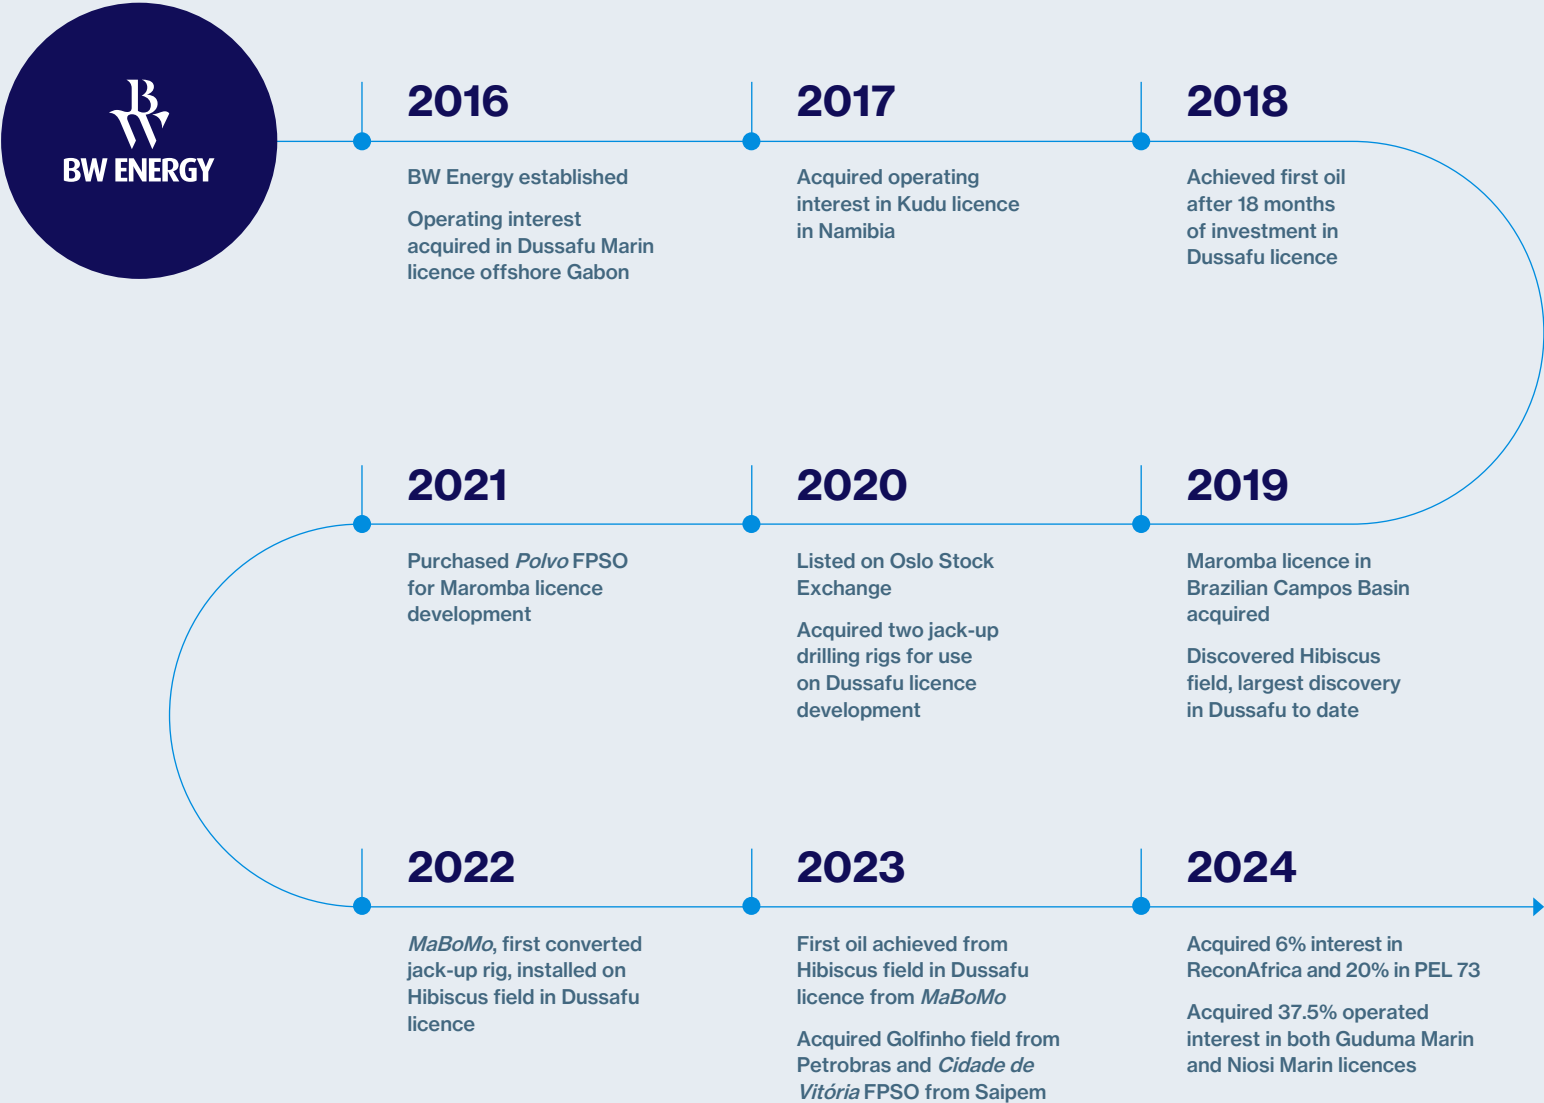 BW ENERGY
2016
BW Energy established
Operating interest
acquired in Dussafu Marin
licence offshore Gabon
2017
Acquired operating
interest in Kudu licence
in Namibia
2018
Achieved first oil
after 18 months
of investment in
Dussafu licence
2019
Maromba licence in
Brazilian Campos Basin
acquired
Discovered Hibiscus
field, largest discovery
in Dussafu to date
2020
Listed on Oslo Stock
Exchange
Acquired two jack-up
drilling rigs for use
on Dussafu licence
development
2021
Purchased Polvo FPSO
for Maromba licence
development
2022
MaBoMo, first converted
jack-up rig, installed on
Hibiscus field in Dussafu
licence
2023
First oil achieved from
Hibiscus field in Dussafu
licence from MaBoMo
Acquired Golfinho field from
Petrobras and Cidade de
Vitória FPSO from Saipem
2024
Acquired 6% interest in
ReconAfrica and 20% in PEL 73
Acquired 37.5% operated
interest in both Guduma Marin
and Niosi Marin licences